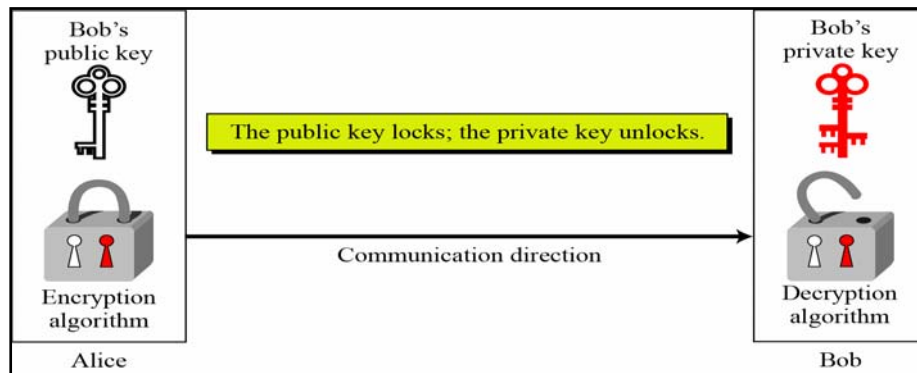 Bob's
public key
Bob's
private key
The public key locks; the private key unlocks.
Communication direction
Encryption
algorithm
Decryption
algorithm
Alice
Bob